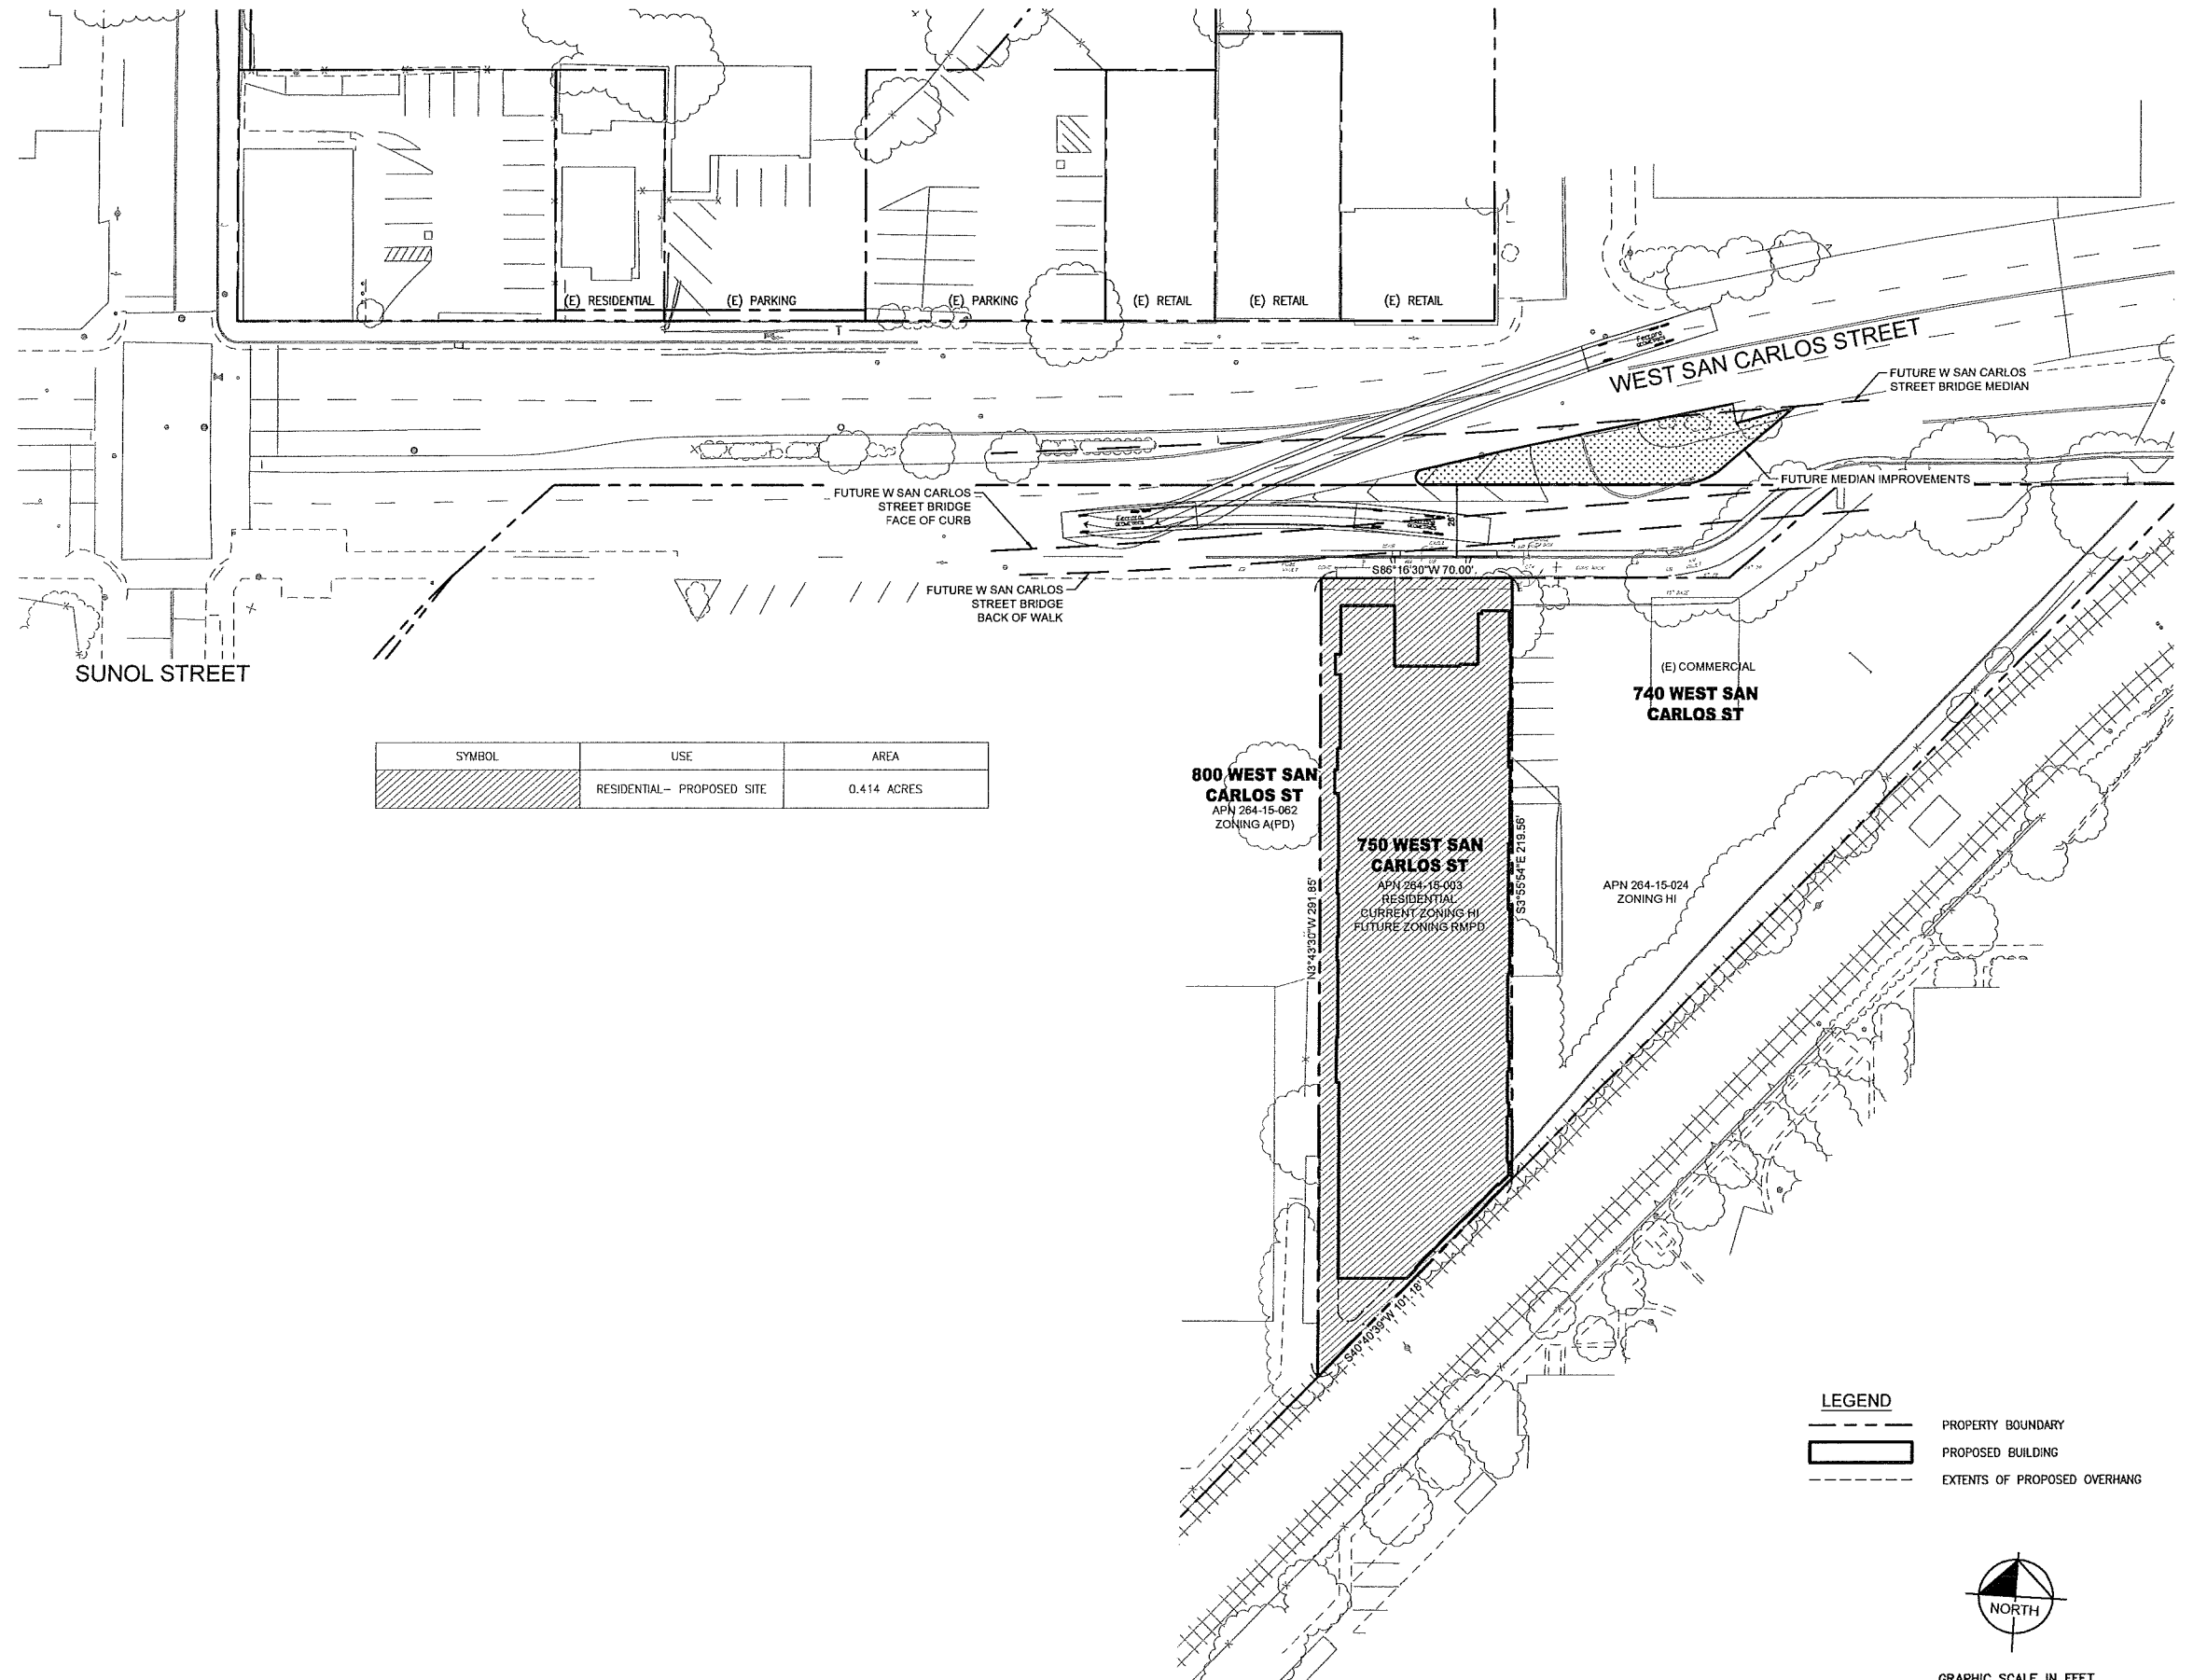 (E) RESIDENTIAL
(E) PARKING
(E) PARKING
(E) RETAIL
(E) RETAIL
(E) RETAIL
T
WEST SAN CARLOS STREET
FUTURE W SAN CARLOS
STREET BRIDGE MEDIAN
FUTURE MEDIAN IMPROVEMENTS
FUTURE W SAN CARLOS
STREET BRIDGE
FACE OF CURB
26'
FUTURE W SAN CARLOS
STREET BRIDGE
BACK OF WALK
S86°16'30"W 70.00'
SUNOL STREET
(E) COMMERCIAL
740 WEST SAN
CARLOS ST
SYMBOL USE AREA
RESIDENTIAL- PROPOSED SITE 0.414 ACRES
800 WEST SAN
CARLOS ST
APN 264-15-062
ZONING A(PD)
750 WEST SAN
CARLOS ST
APN 264-15-003
RESIDENTIAL
CURRENT ZONING HI
FUTURE ZONING RMPD
N3°43'30"W 291.85'
S3°55'54"E 219.56'
APN 264-15-024
ZONING HI
S40°40'39"W 101.18'
LEGEND
PROPERTY BOUNDARY
PROPOSED BUILDING
EXTENTS OF PROPOSED OVERHANG
NORTH
GRAPHIC SCALE IN FEET